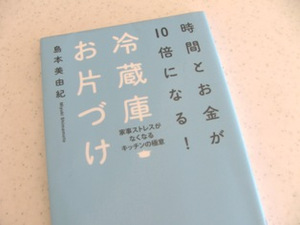 時間とお金が
10倍になる!
冷蔵庫
お片づけ
家事ストレスが
なくなる
キッチンの極意
島本美由紀